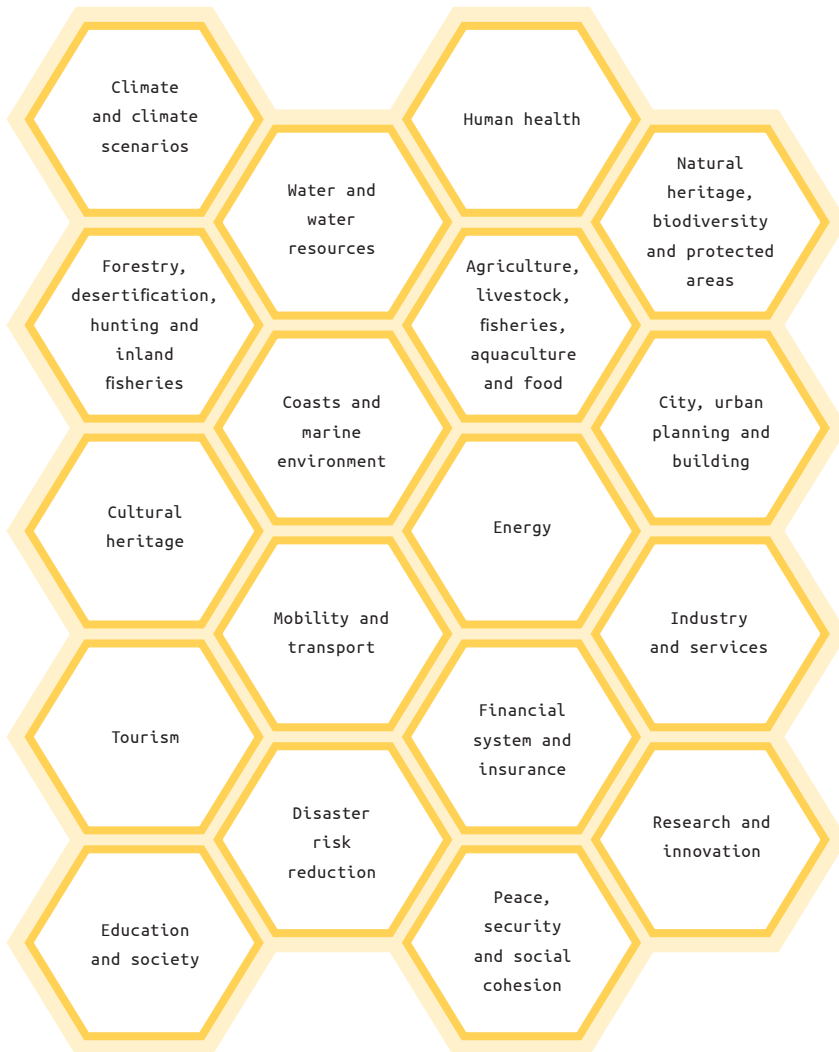 Climate
and climate
scenarios
Human health
Water and
water
resources
Natural
heritage,
biodiversity
and protected
areas
Forestry,
desertification,
hunting and
inland
fisheries
Agriculture,
livestock,
fisheries,
aquaculture
and food
Coasts and
marine
environment
City, urban
planning and
building
Cultural
heritage
Energy
Mobility and
transport
Industry
and services
Tourism
Financial
system and
insurance
Disaster
risk
reduction
Research and
innovation
Education
and society
Peace,
security
and social
cohesion